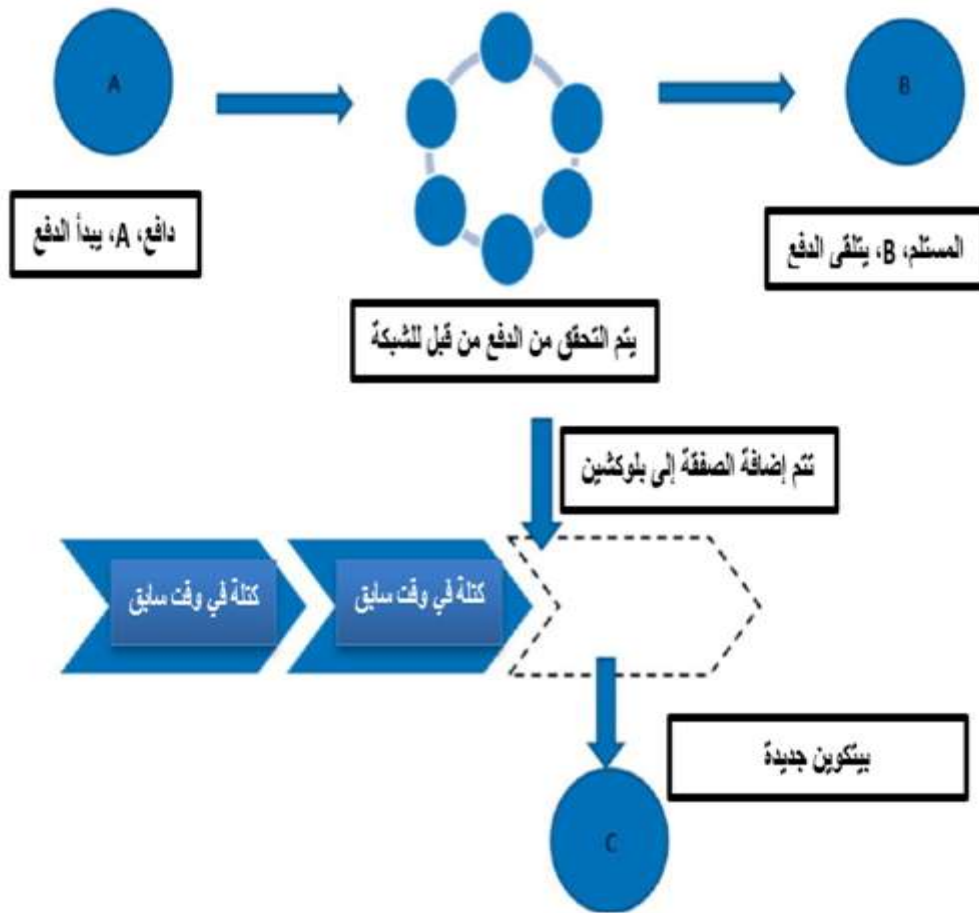 A
B
دافع، A، يبدأ الدفع
المستلم، B، يتلقى الدفع
يتم التحقق من الدفع من قبل للشبكة
تتم إضافة الصفقة إلى بلوكشين
كتلة في وقت سابق
كتلة في وقت سابق
بيتكوين جديدة
C